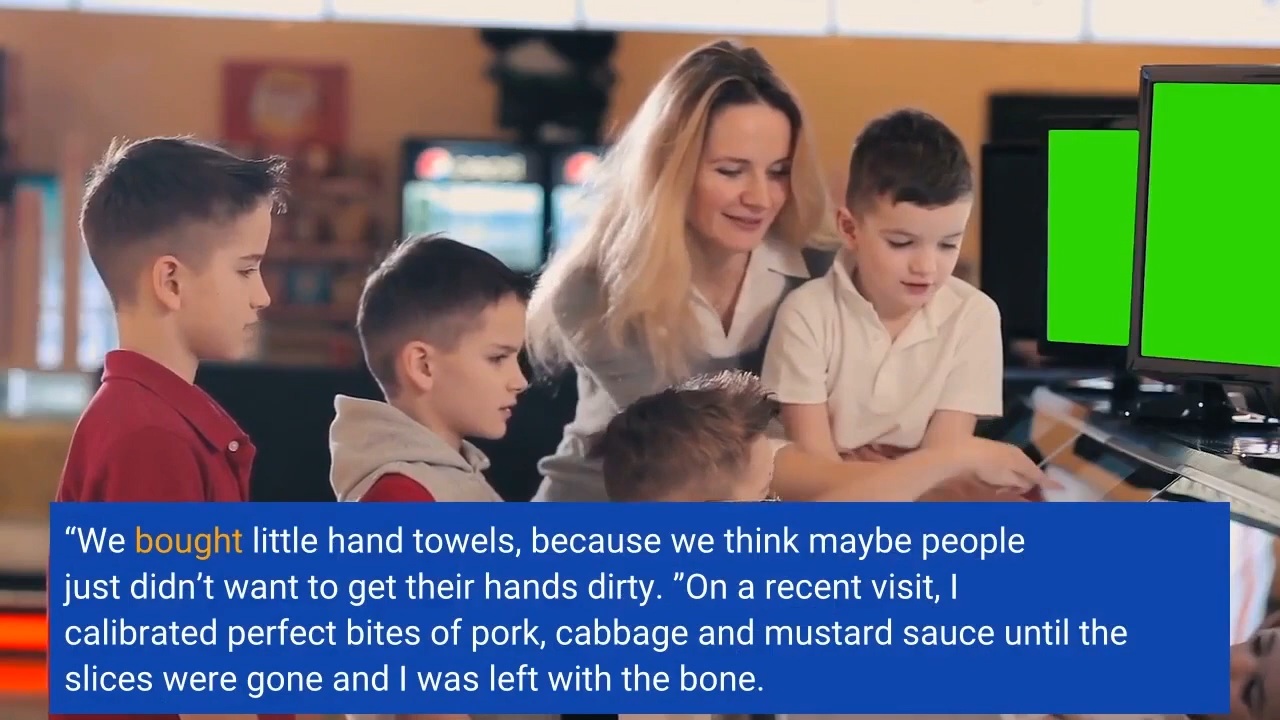 “We bought little hand towels, because we think maybe people
just didn’t want to get their hands dirty. ”On a recent visit, I
calibrated perfect bites of pork, cabbage and mustard sauce until the
slices were gone and I was left with the bone.